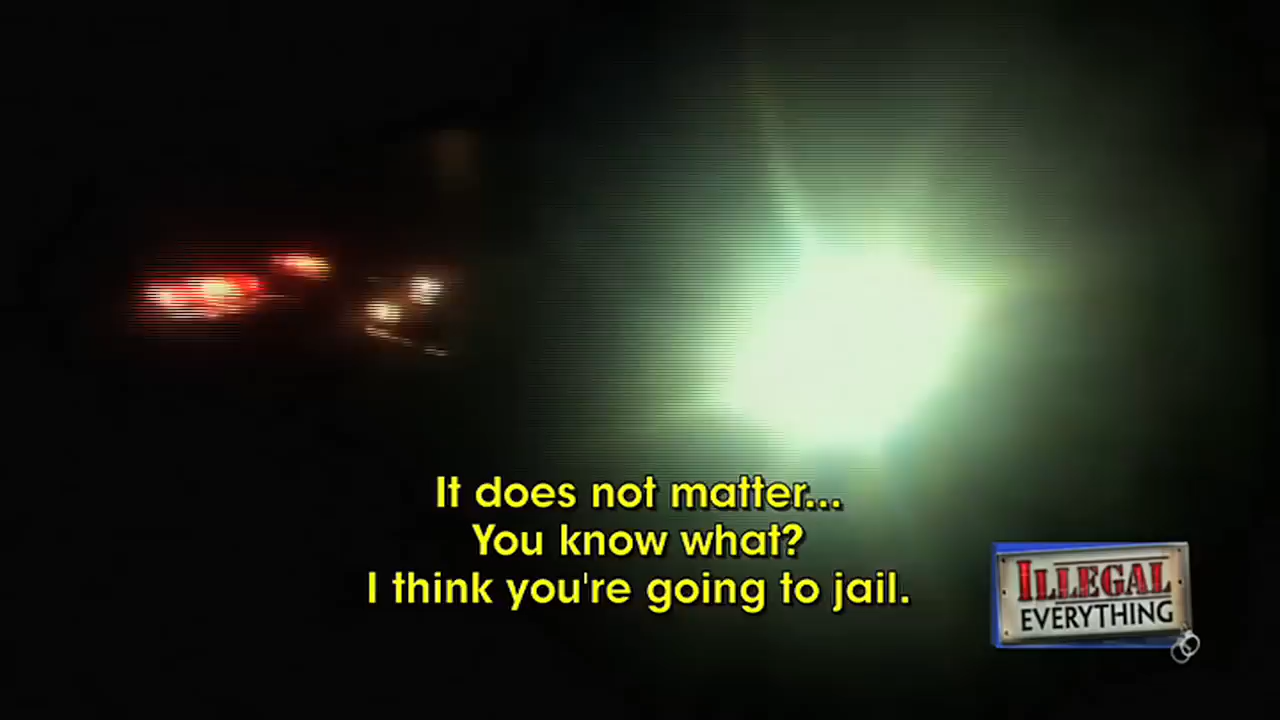 It does not matter...
You know what?
I think you're going to jail.
ILLEGAL
EVERYTHING